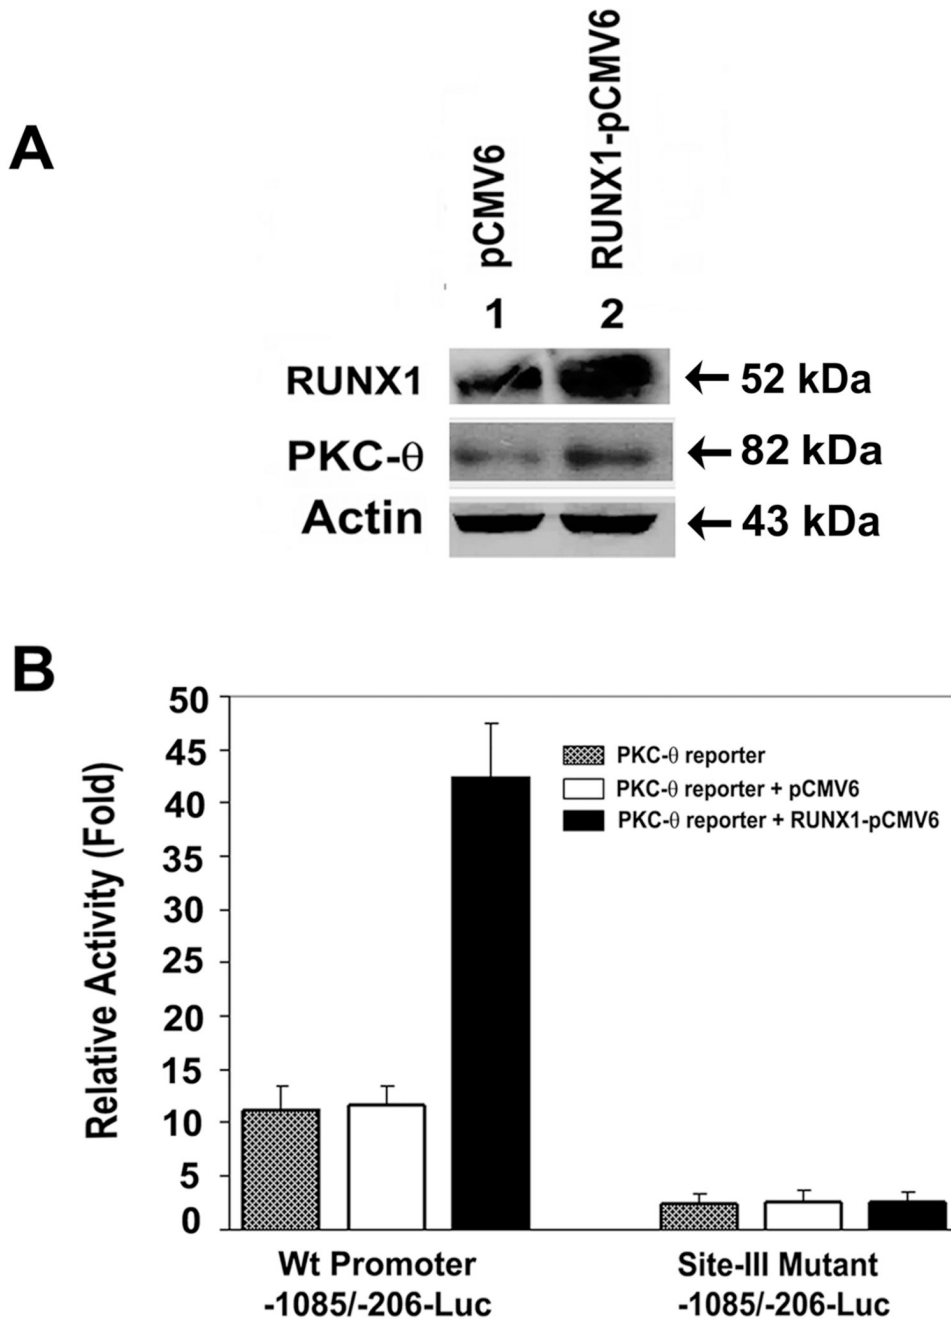 A
pCMV6
RUNX1-pCMV6
1 2
RUNX1 ← 52 kDa
PKC-θ ← 82 kDa
Actin ← 43 kDa
B
Relative Activity (Fold)
50
45
40
35
30
25
20
15
10
5
0
PKC-θ reporter
PKC-θ reporter + pCMV6
PKC-θ reporter + RUNX1-pCMV6
Wt Promoter
-1085/-206-Luc
Site-III Mutant
-1085/-206-Luc